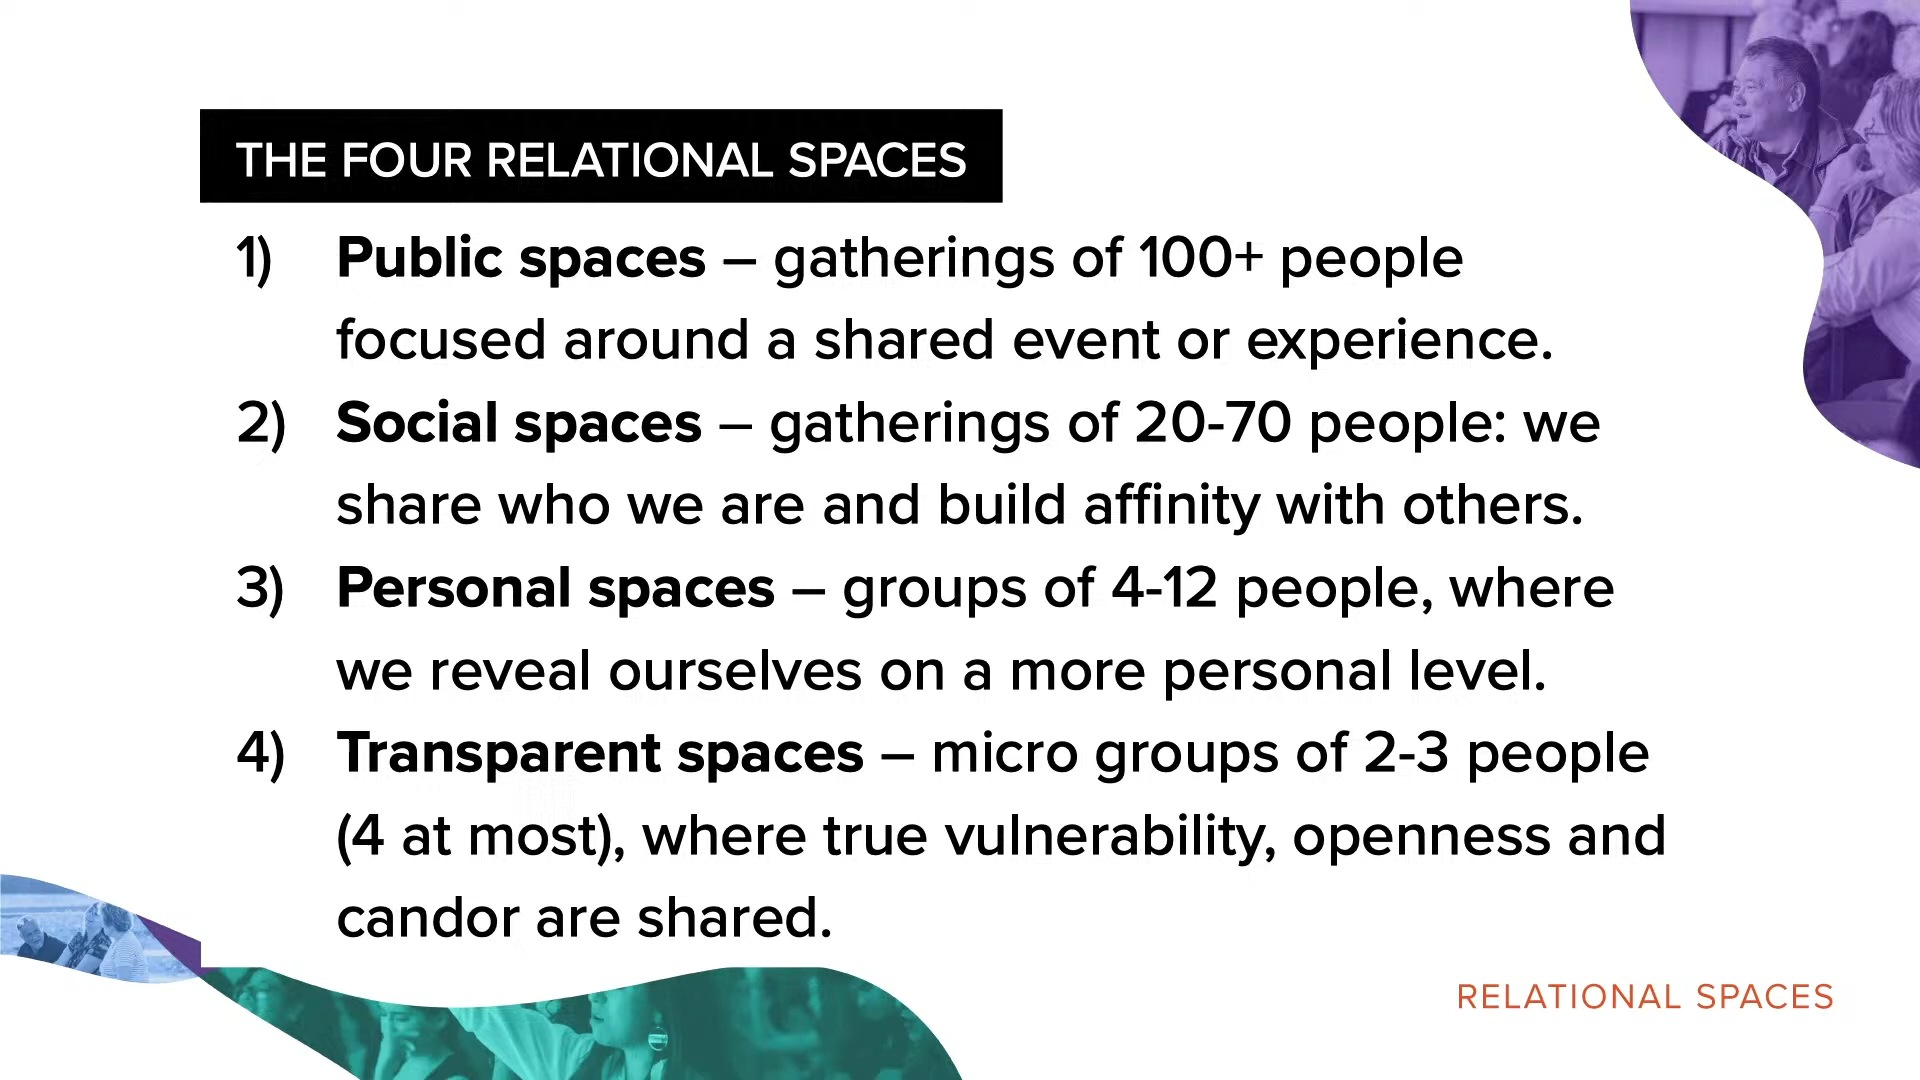 THE FOUR RELATIONAL SPACES
1) Public spaces – gatherings of 100+ people
focused around a shared event or experience.
2) Social spaces – gatherings of 20-70 people: we
share who we are and build affinity with others.
3) Personal spaces – groups of 4-12 people, where
we reveal ourselves on a more personal level.
4) Transparent spaces – micro groups of 2-3 people
(4 at most), where true vulnerability, openness and
candor are shared.
RELATIONAL SPACES